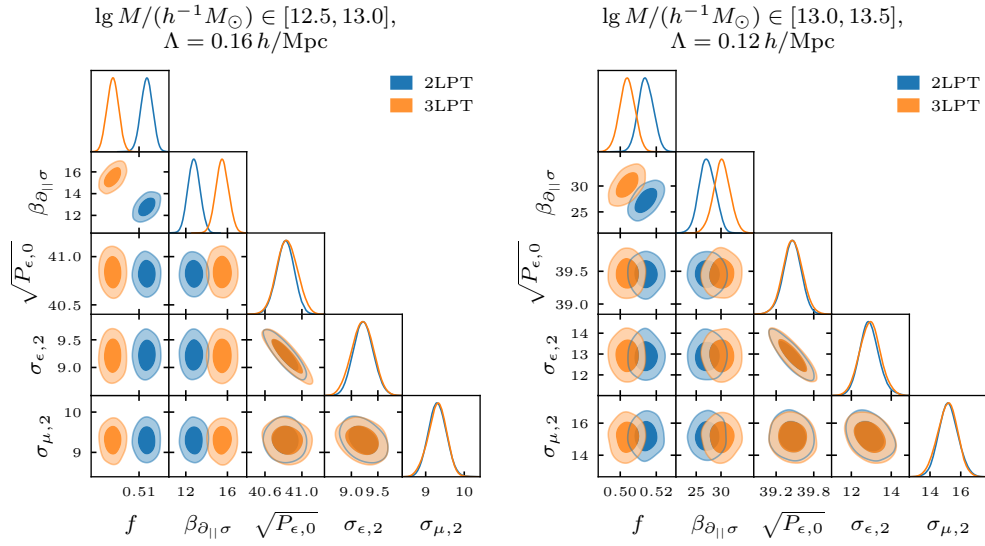 lg M/(h⁻¹M⊙) ∈ [12.5, 13.0],
Λ = 0.16 h/Mpc
2LPT
3LPT
β∂||σ
16
14
12
√Pϵ,0
41.0
40.5
σϵ,2
9.5
9.0
σμ,2
10
9
0.51
12 16
40.6 41.0
9.0 9.5
9 10
f
β∂||σ
√Pϵ,0
σϵ,2
σμ,2
lg M/(h⁻¹M⊙) ∈ [13.0, 13.5],
Λ = 0.12 h/Mpc
2LPT
3LPT
β∂||σ
30
25
√Pϵ,0
39.5
39.0
σϵ,2
14
13
12
σμ,2
16
14
0.50 0.52
25 30
39.2 39.8
12 14
14 16
f
β∂||σ
√Pϵ,0
σϵ,2
σμ,2